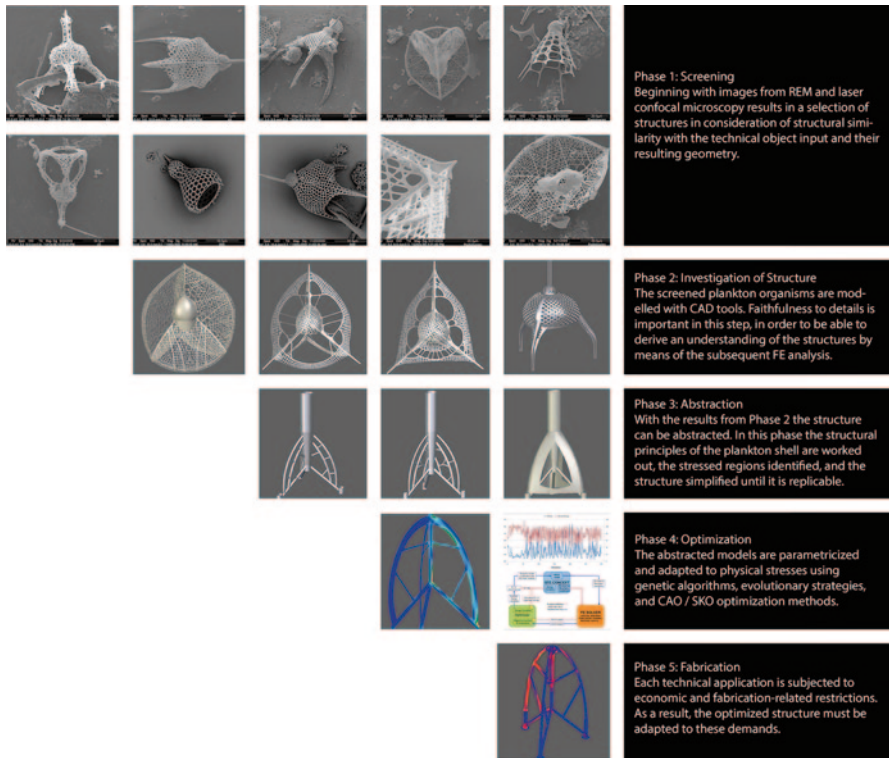 Phase 1: Screening
Beginning with images from REM and laser
confocal microscopy results in a selection of
structures in consideration of structural simi-
larity with the technical object input and their
resulting geometry.
Phase 2: Investigation of Structure
The screened plankton organisms are mod-
elled with CAD tools. Faithfulness to details is
important in this step, in order to be able to
derive an understanding of the structures by
means of the subsequent FE analysis.
Phase 3: Abstraction
With the results from Phase 2 the structure
can be abstracted. In this phase the structural
principles of the plankton shell are worked
out, the stressed regions identified, and the
structure simplified until it is replicable.
Phase 4: Optimization
The abstracted models are parametricized
and adapted to physical stresses using
genetic algorithms, evolutionary strategies,
and CAO / SKO optimization methods.
Phase 5: Fabrication
Each technical application is subjected to
economic and fabrication-related restrictions.
As a result, the optimized structure must be
adapted to these demands.